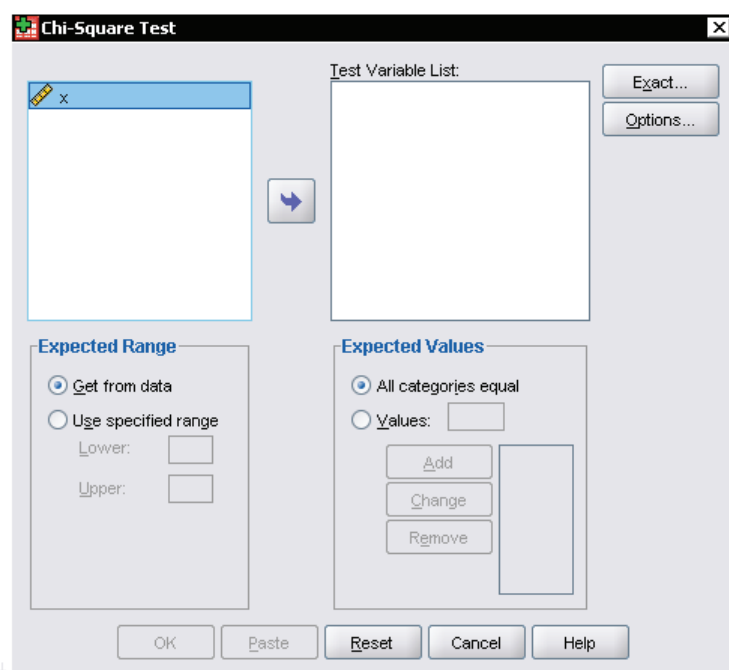 Chi-Square Test
x
Test Variable List:
Exact...
Options...
Expected Range
Get from data
Use specified range
Lower:
Upper:
Expected Values
All categories equal
Values:
Add
Change
Remove
OK
Paste
Reset
Cancel
Help